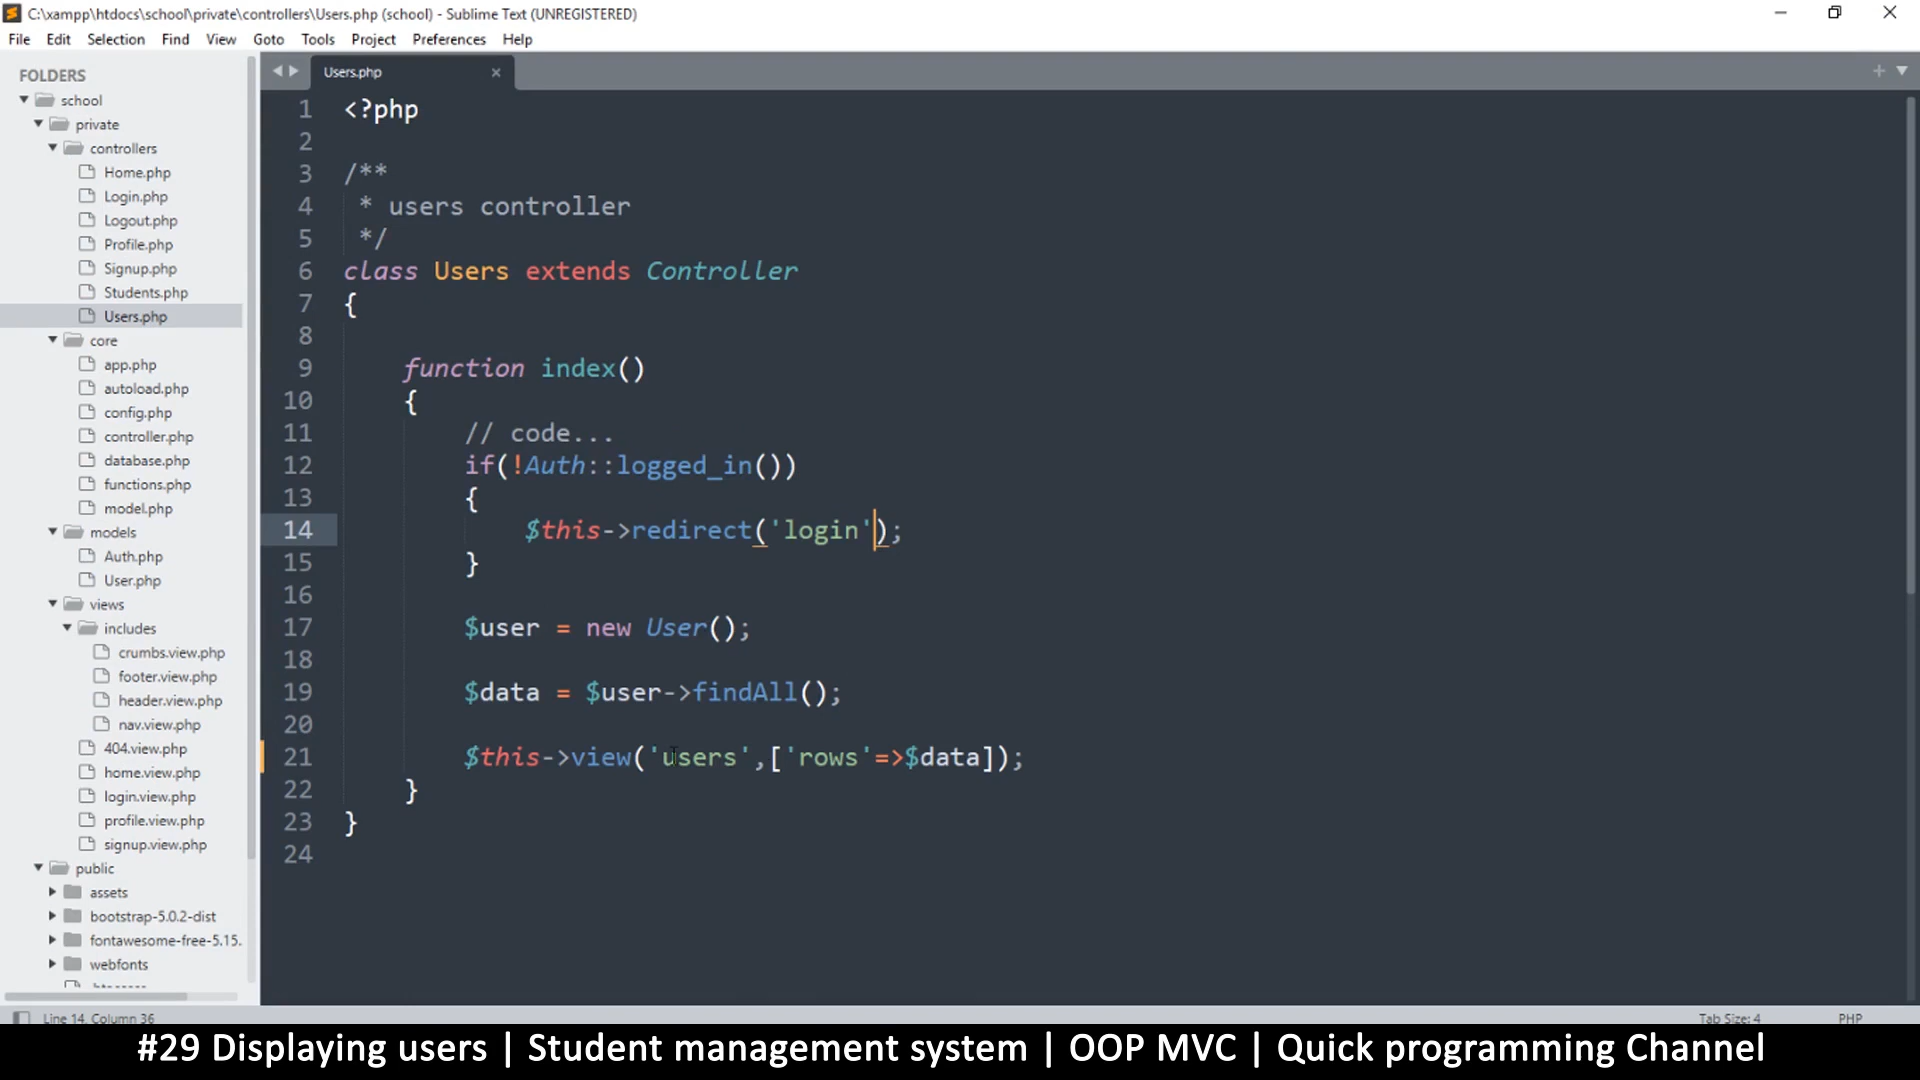 C:\xampp\htdocs\school\private\controllers\Users.php (school) - Sublime Text (UNREGISTERED)
File Edit Selection Find View Goto Tools Project Preferences Help
FOLDERS
school
private
controllers
Home.php
Login.php
Logout.php
Profile.php
Signup.php
Students.php
Users.php
core
app.php
autoload.php
config.php
controller.php
database.php
functions.php
model.php
models
Auth.php
User.php
views
includes
crumbs.view.php
footer.view.php
header.view.php
nav.view.php
404.view.php
home.view.php
login.view.php
profile.view.php
signup.view.php
public
assets
bootstrap-5.0.2-dist
fontawesome-free-5.15.
webfonts
Users.php
1 <?php
2
3 /**
4  * users controller
5  */
6 class Users extends Controller
7 {
8
9     function index()
10     {
11         // code...
12         if(!Auth::logged_in())
13         {
14             $this->redirect('login');
15         }
16
17         $user = new User();
18
19         $data = $user->findAll();
20
21         $this->view('users',['rows'=>$data]);
22     }
23 }
24
Line 14, Column 36 Tab Size: 4 PHP
#29 Displaying users | Student management system | OOP MVC | Quick programming Channel